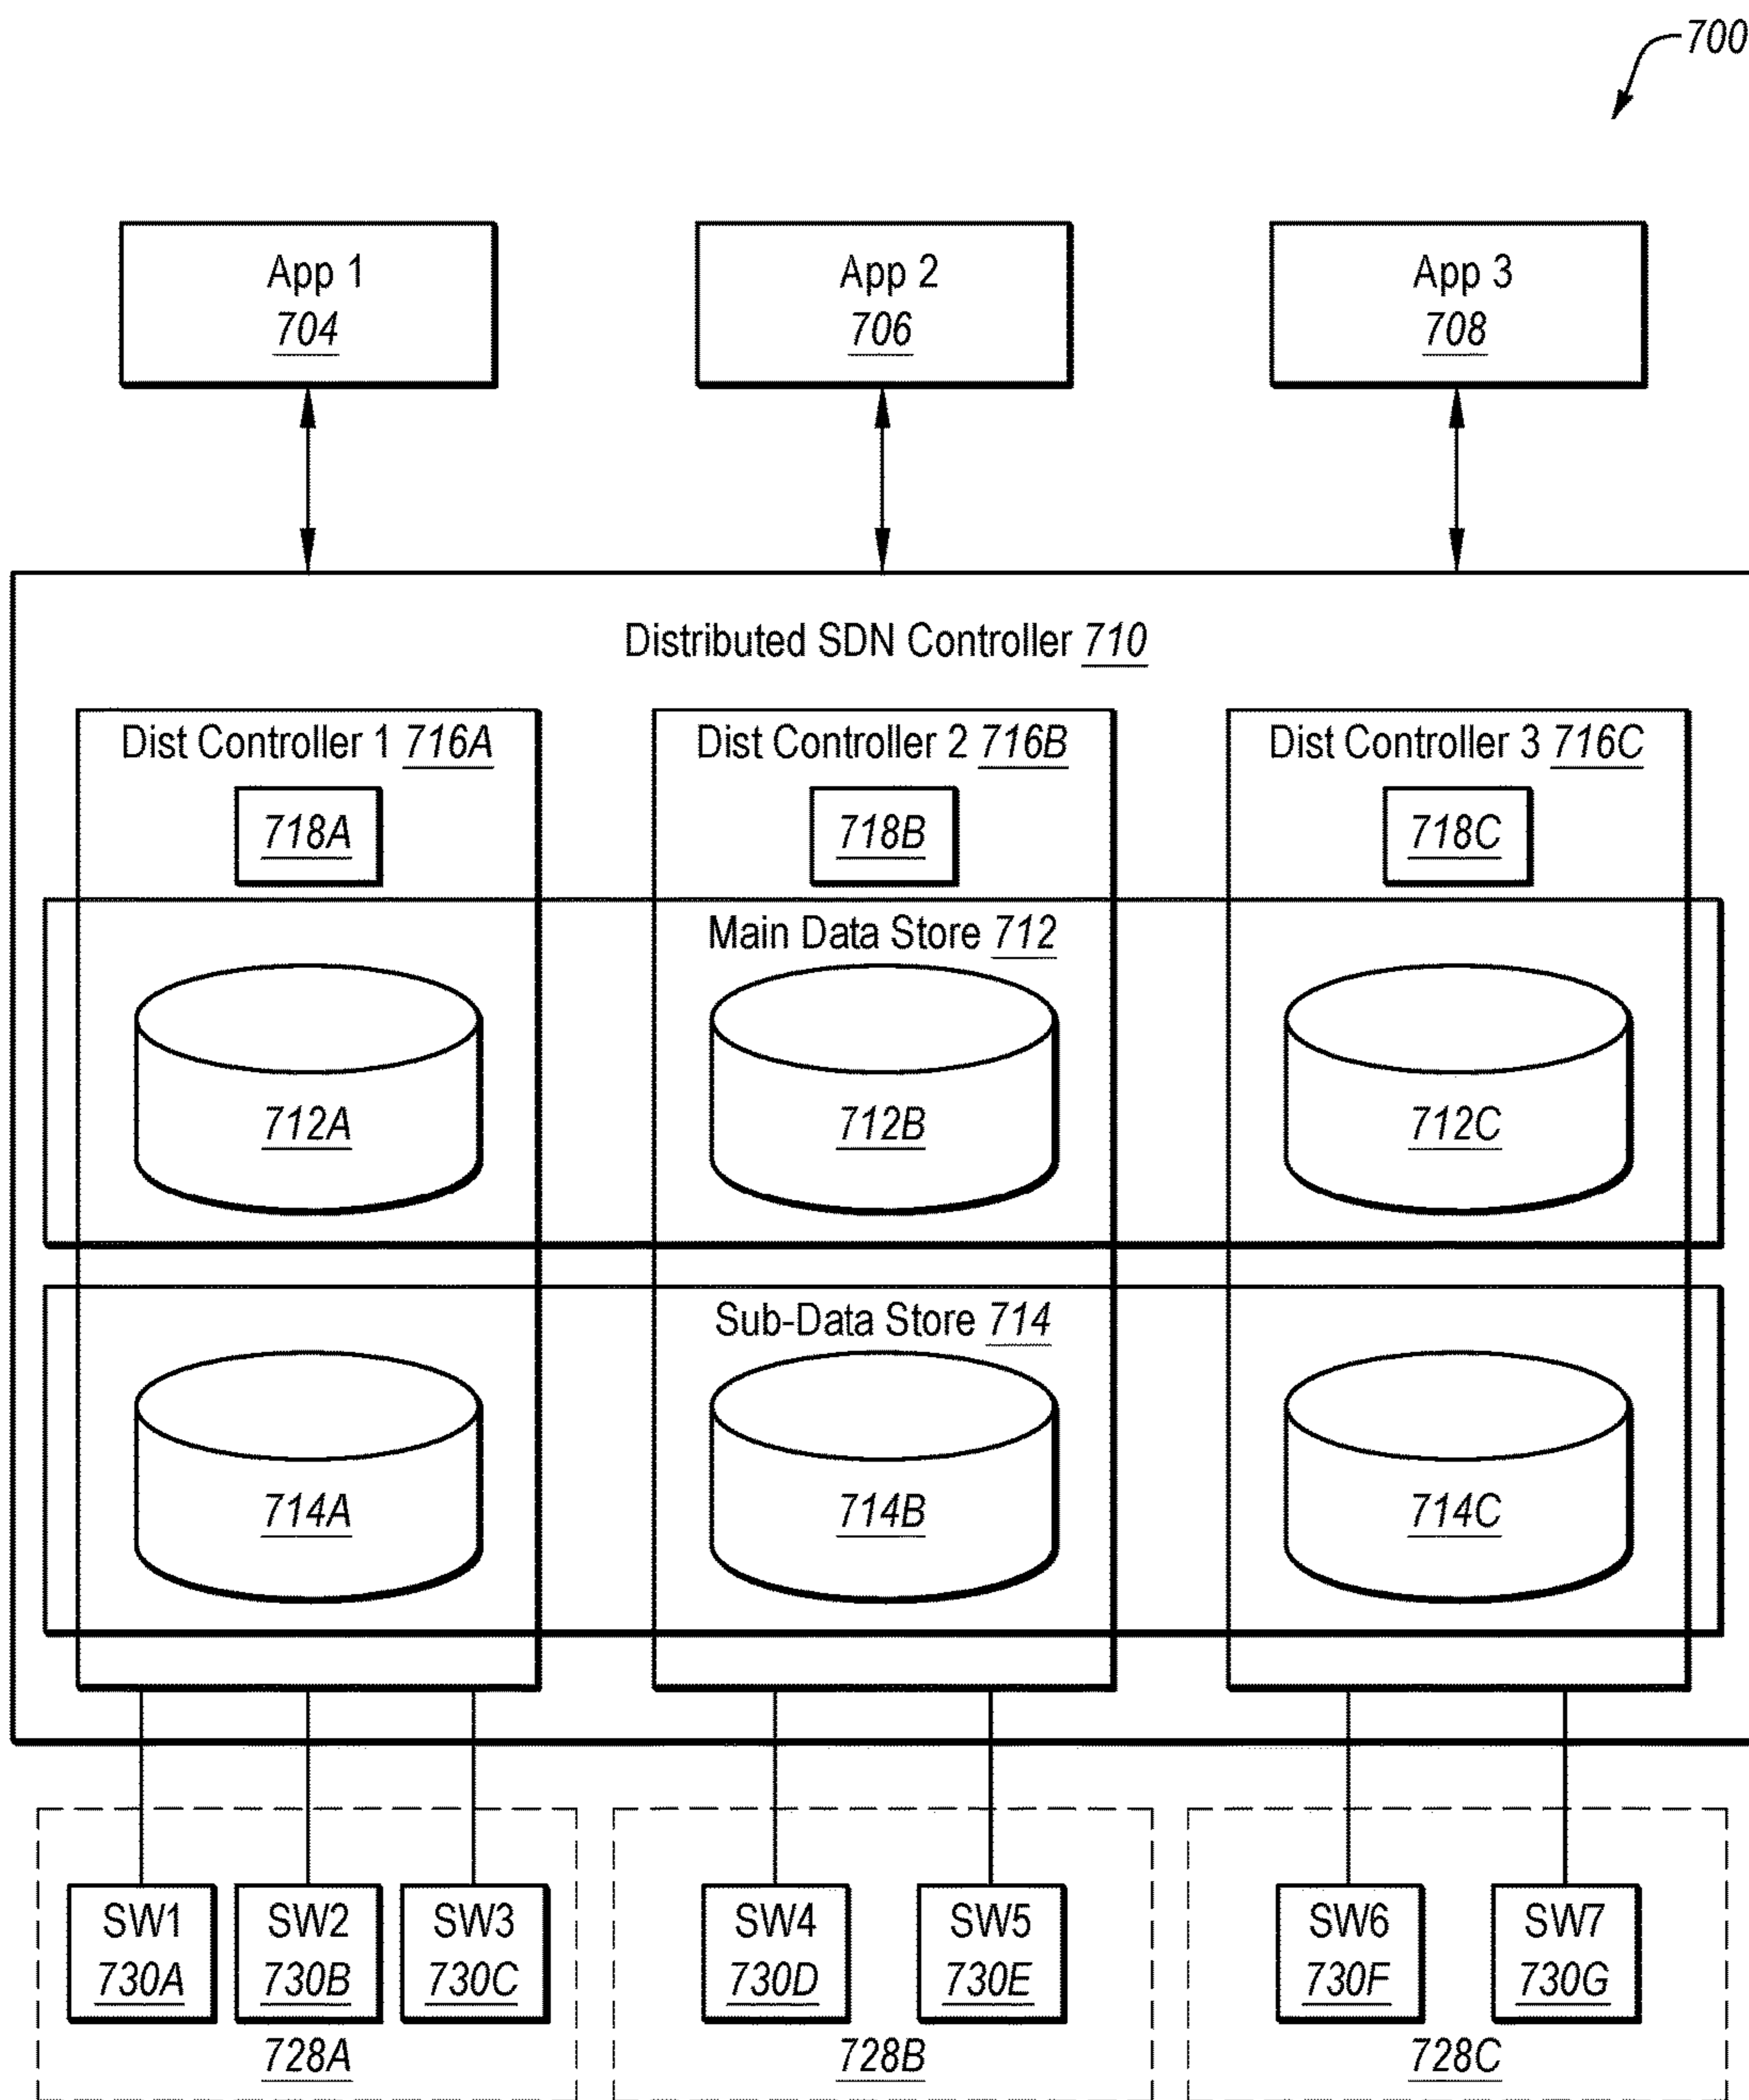 700
App 1
704
App 2
706
App 3
708
Distributed SDN Controller 710
Dist Controller 1 716A
Dist Controller 2 716B
Dist Controller 3 716C
718A
718B
718C
Main Data Store 712
712A
712B
712C
Sub-Data Store 714
714A
714B
714C
SW1
730A
SW2
730B
SW3
730C
SW4
730D
SW5
730E
SW6
730F
SW7
730G
728A
728B
728C